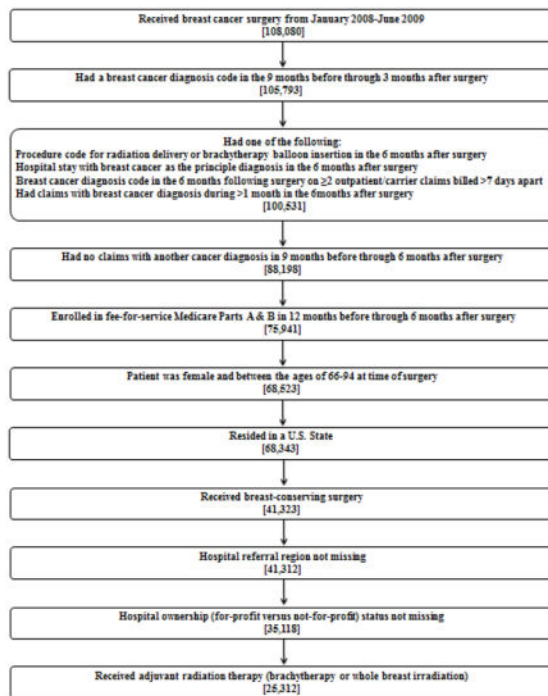 Received breast cancer surgery from January 2008-June 2009
[108,080]
Had a breast cancer diagnosis code in the 9 months before through 3 months after surgery
[105,793]
Had one of the following:
Procedure code for radiation delivery or brachytherapy balloon insertion in the 6 months after surgery
Hospital stay with breast cancer as the principle diagnosis in the 6 months after surgery
Breast cancer diagnosis code in the 6 months following surgery on ≥2 outpatient/carrier claims billed >7 days apart
Had claims with breast cancer diagnosis during >1 month in the 6months after surgery
[100,531]
Had no claims with another cancer diagnosis in 9 months before through 6 months after surgery
[88,198]
Enrolled in fee-for-service Medicare Parts A & B in 12 months before through 6 months after surgery
[75,941]
Patient was female and between the ages of 66-94 at time of surgery
[68,523]
Resided in a U.S. State
[68,343]
Received breast-conserving surgery
[41,323]
Hospital referral region not missing
[41,312]
Hospital ownership (for-profit versus not-for-profit) status not missing
[35,118]
Received adjuvant radiation therapy (brachytherapy or whole breast irradiation)
[25,312]